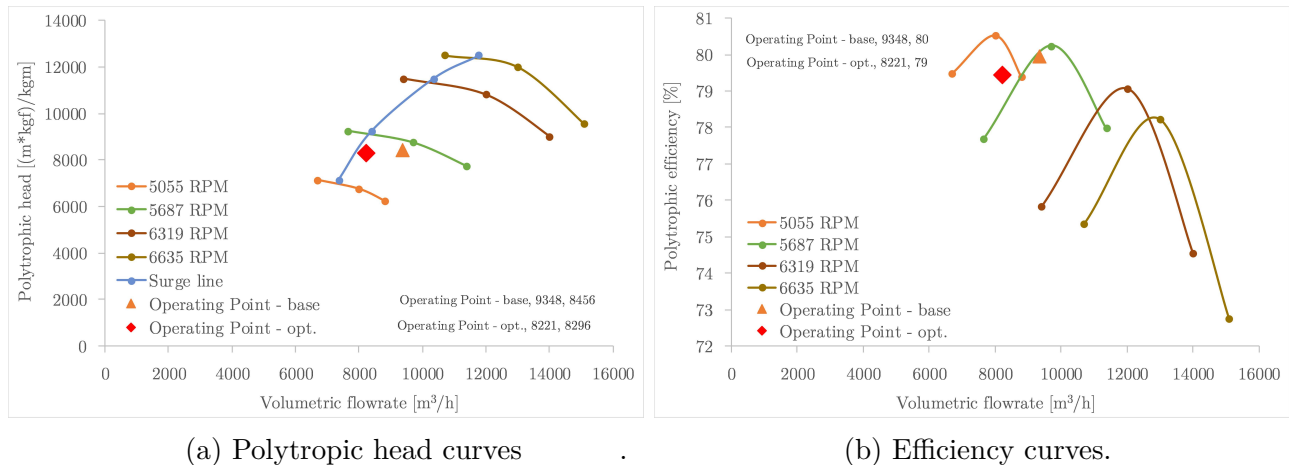 14000
12000
10000
8000
6000
4000
2000
0
Polytrophic head [(m*kgf)/kgm]
5055 RPM
5687 RPM
6319 RPM
6635 RPM
Surge line
Operating Point - base
Operating Point - opt.
Operating Point - base, 9348, 8456
Operating Point - opt., 8221, 8296
0 2000 4000 6000 8000 10000 12000 14000 16000
Volumetric flowrate [m³/h]
(a) Polytropic head curves .
81
80
79
78
77
76
75
74
73
72
Polytrophic efficiency [%]
Operating Point - base, 9348, 80
Operating Point - opt., 8221, 79
5055 RPM
5687 RPM
6319 RPM
6635 RPM
Operating Point - base
Operating Point - opt.
0 2000 4000 6000 8000 10000 12000 14000 16000
Volumetric flowrate [m³/h]
(b) Efficiency curves.